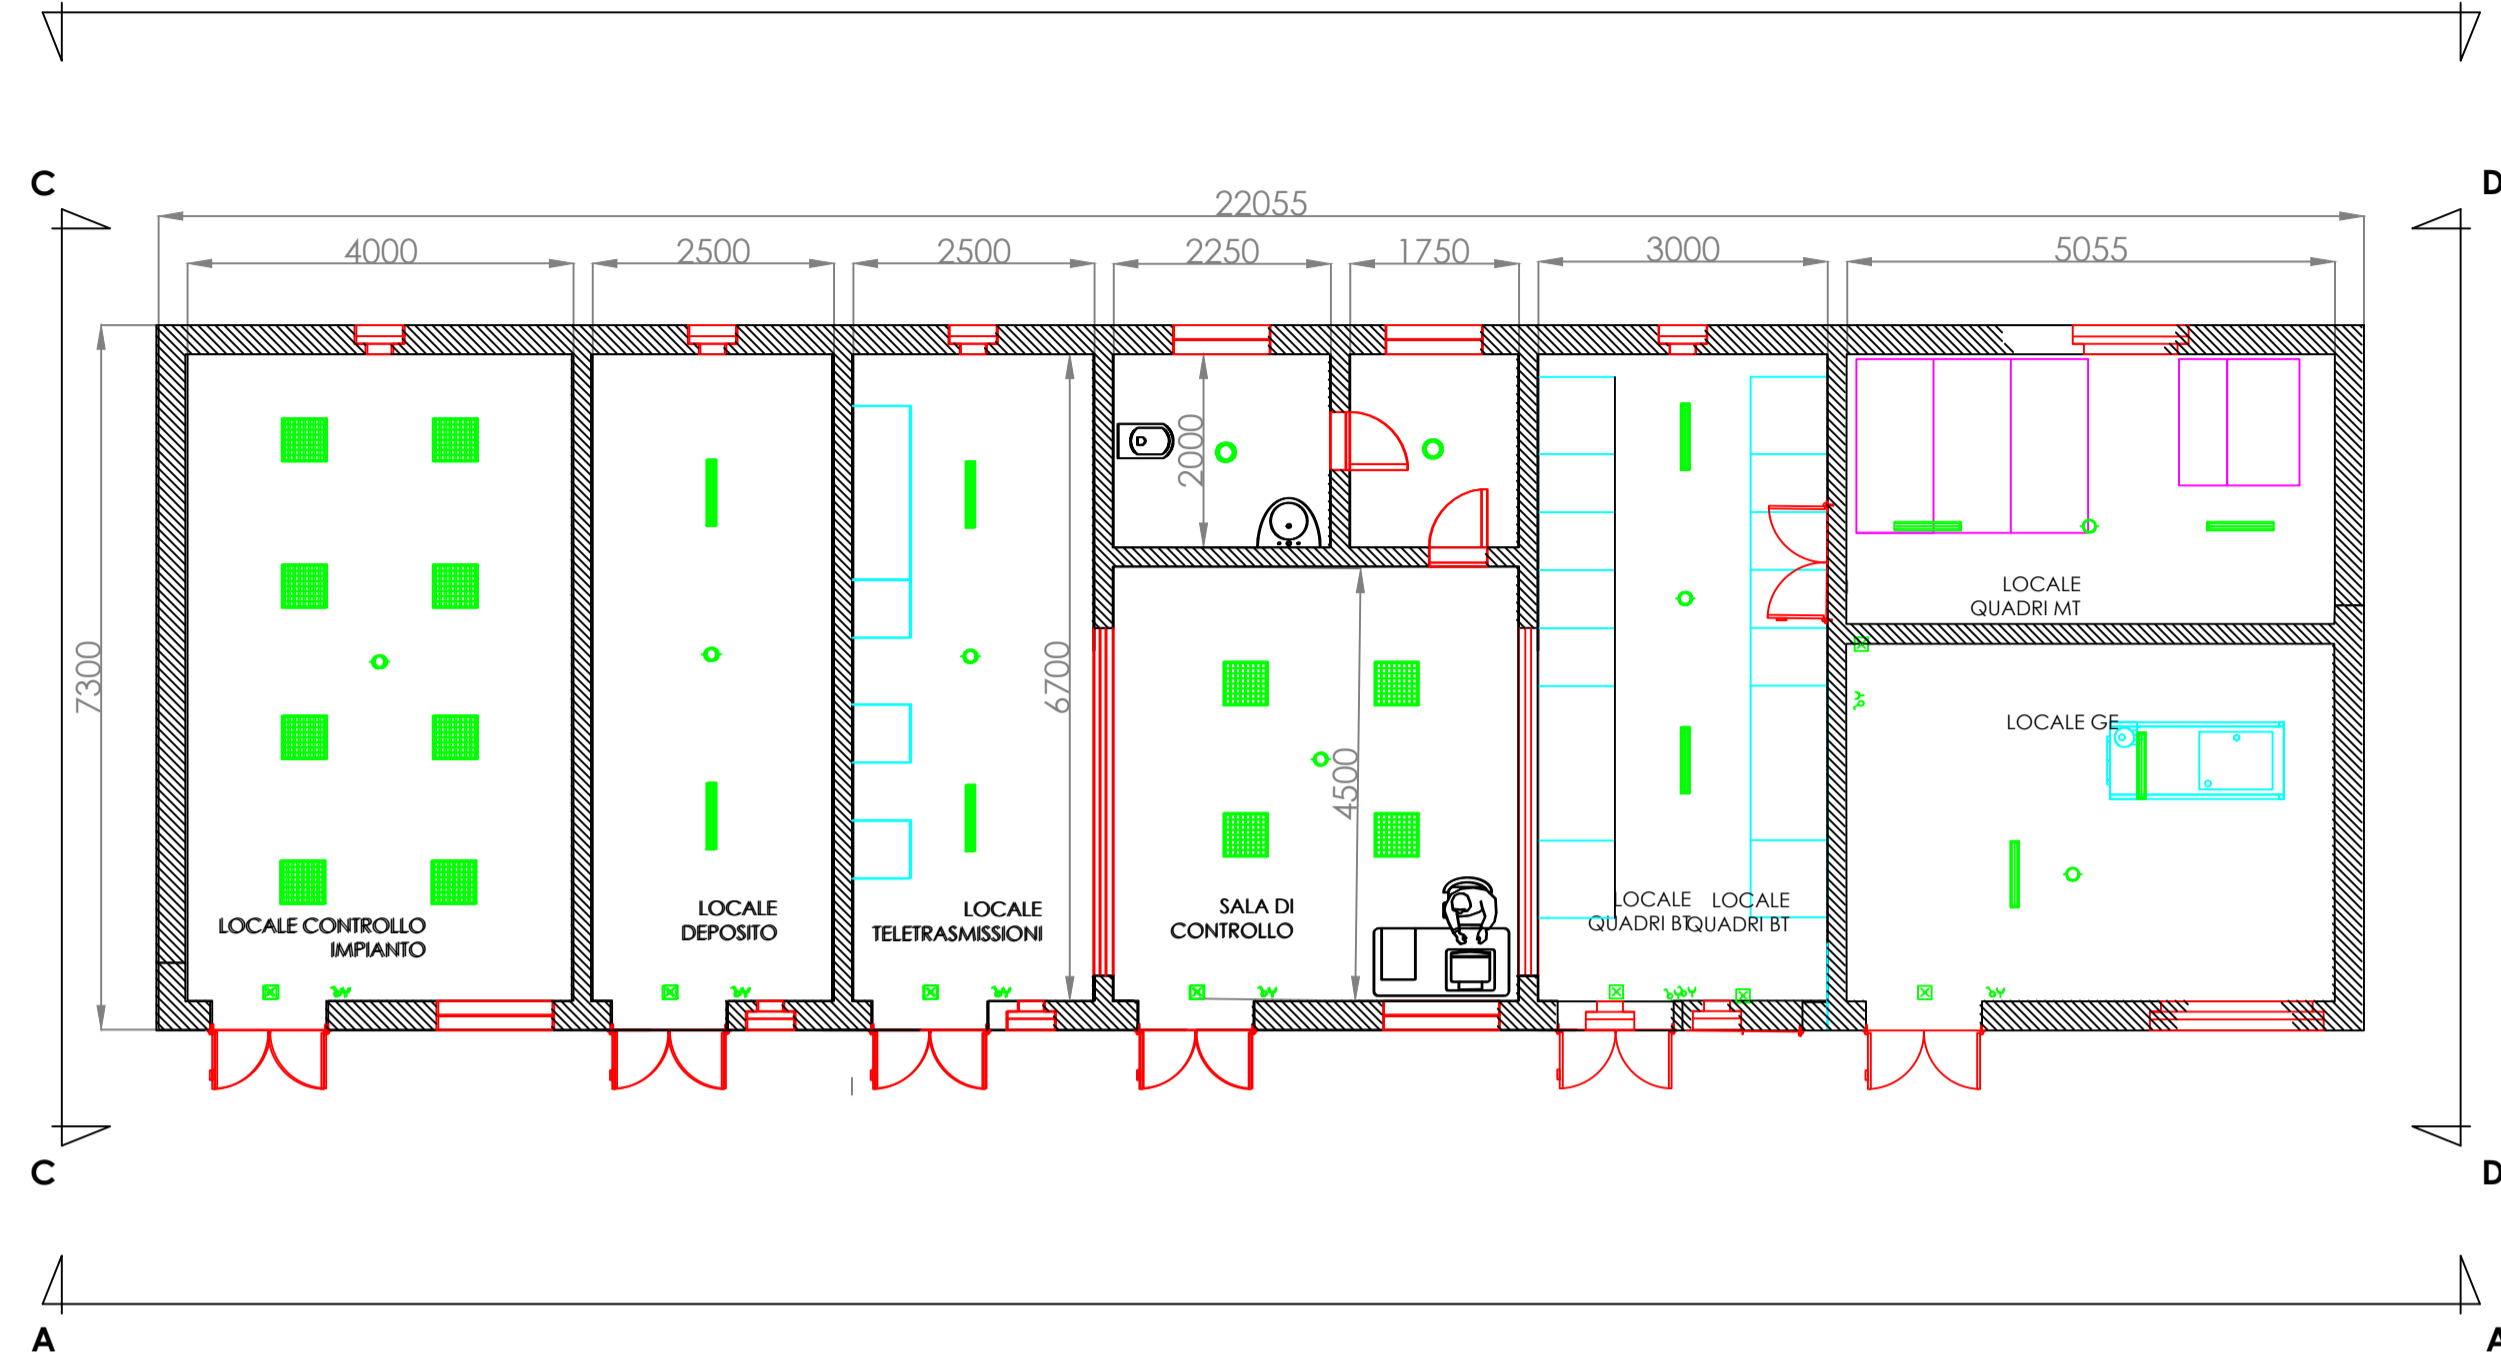 C
D
22055
4000
2500
2500
2250
1750
3000
5055
2000
7300
6700
4500
LOCALE
QUADRI MT
LOCALE GE
LOCALE CONTROLLO
IMPIANTO
LOCALE
DEPOSITO
LOCALE
TELETRASMISSIONI
SALA DI
CONTROLLO
LOCALE
QUADRI BT
LOCALE
QUADRI BT
C
D
A
A